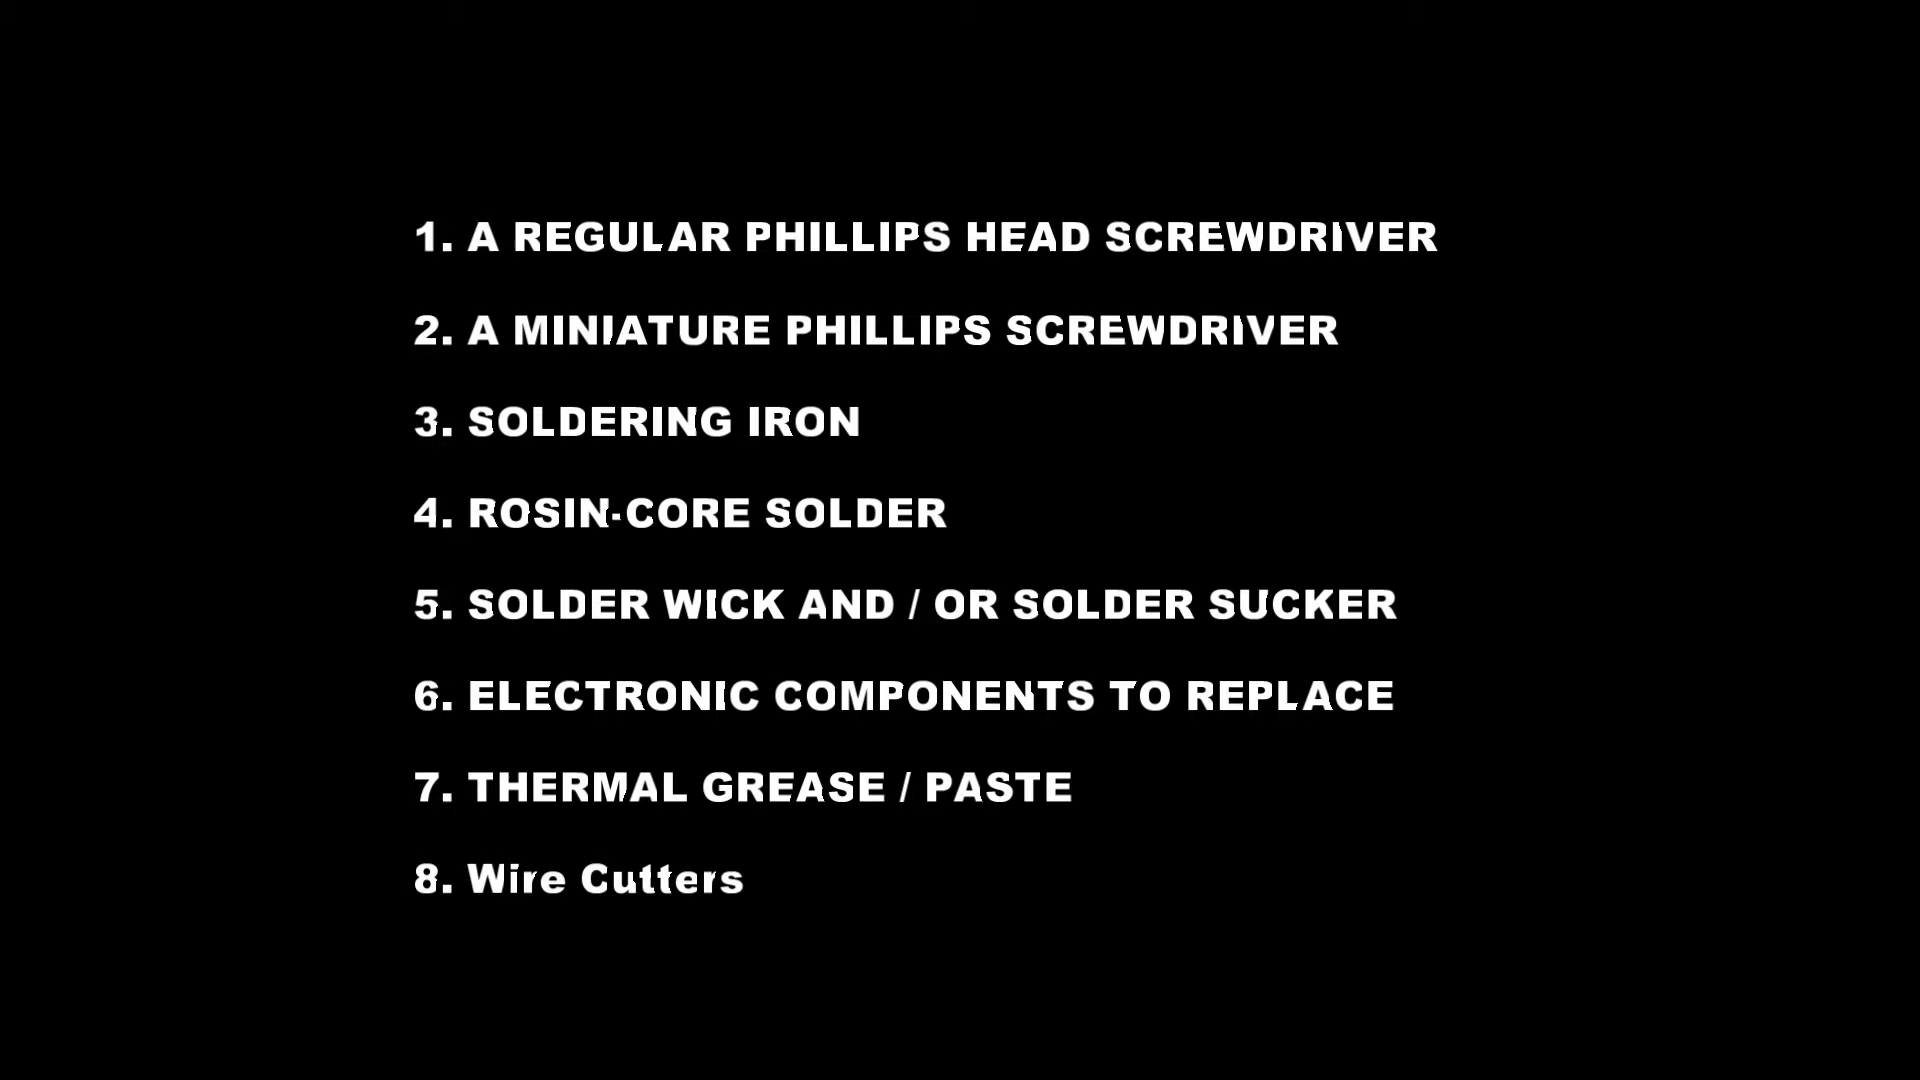 1. A REGULAR PHILLIPS HEAD SCREWDRIVER
2. A MINIATURE PHILLIPS SCREWDRIVER
3. SOLDERING IRON
4. ROSIN-CORE SOLDER
5. SOLDER WICK AND / OR SOLDER SUCKER
6. ELECTRONIC COMPONENTS TO REPLACE
7. THERMAL GREASE / PASTE
8. Wire Cutters